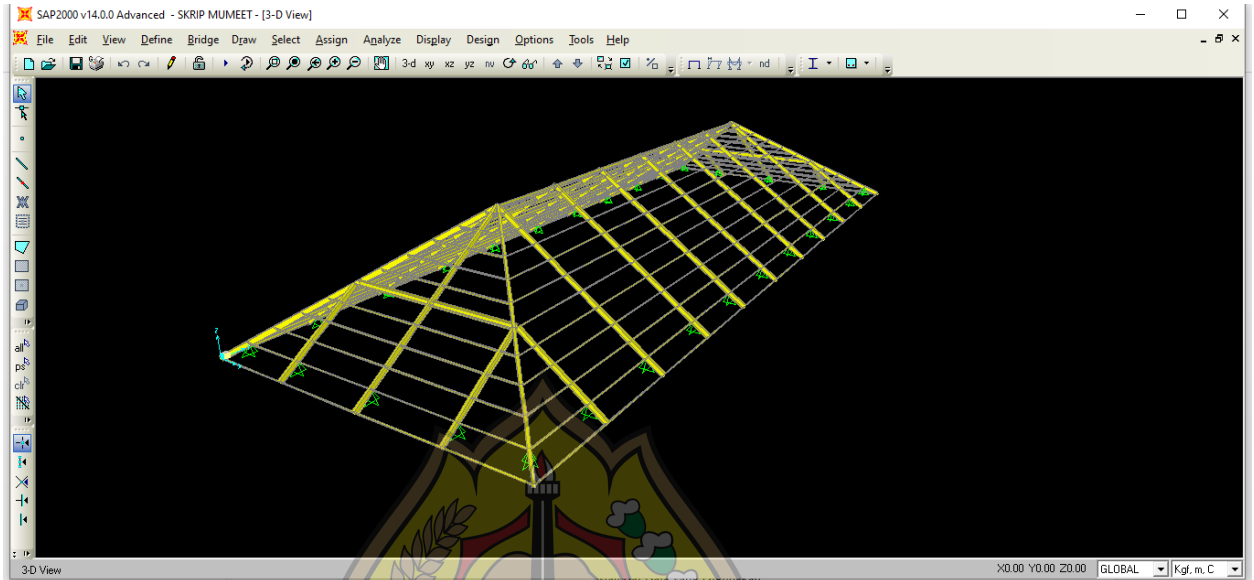 SAP2000 v14.0.0 Advanced - SKRIP MUMEET - [3-D View]
File Edit View Define Bridge Draw Select Assign Analyze Display Design Options Tools Help
3-d xy xz yz nv nd
all
ps
clr
z
3-D View X0.00 Y0.00 Z0.00 GLOBAL Kgf, m, C